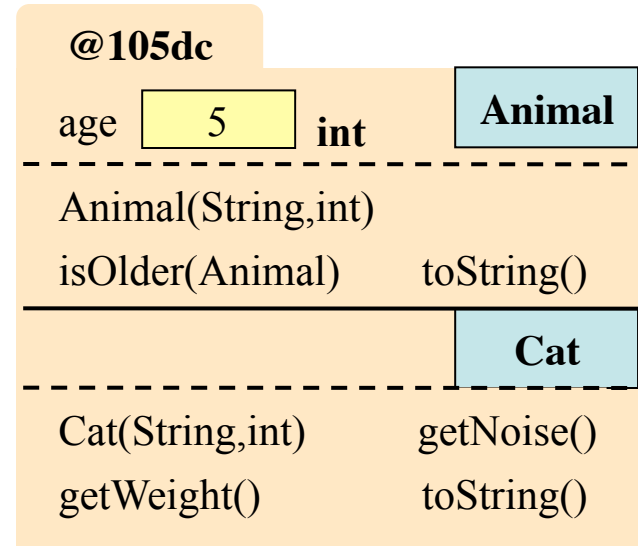 @105dc
age 5 int Animal
Animal(String,int)
isOlder(Animal) toString()
Cat
Cat(String,int) getNoise()
getWeight() toString()